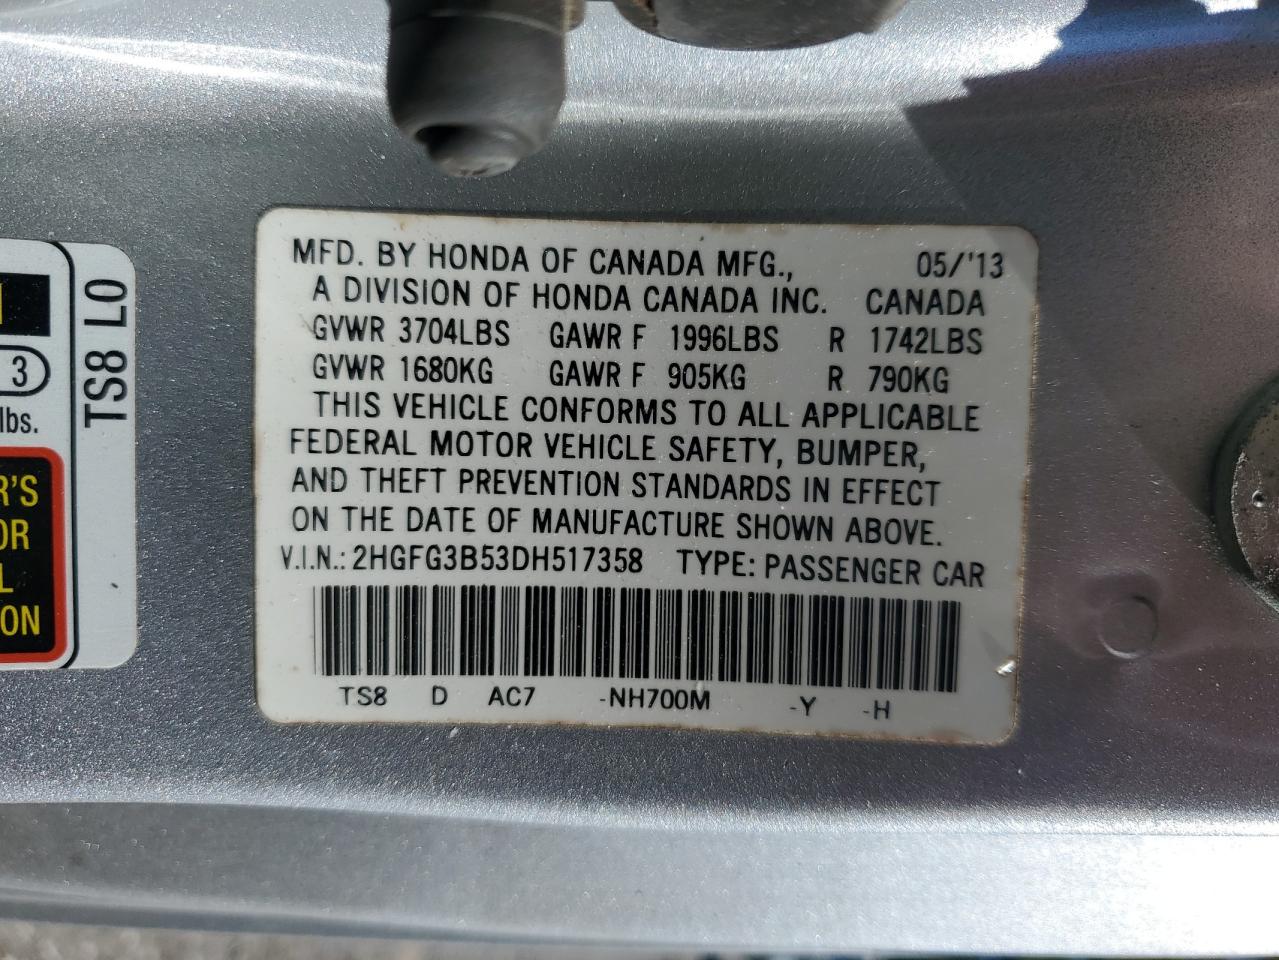 MFD. BY HONDA OF CANADA MFG., 05/'13
A DIVISION OF HONDA CANADA INC. CANADA
GVWR 3704LBS GAWR F 1996LBS R 1742LBS
GVWR 1680KG GAWR F 905KG R 790KG
THIS VEHICLE CONFORMS TO ALL APPLICABLE
FEDERAL MOTOR VEHICLE SAFETY, BUMPER,
AND THEFT PREVENTION STANDARDS IN EFFECT
ON THE DATE OF MANUFACTURE SHOWN ABOVE.
V.I.N.: 2HGFG3B53DH517358 TYPE: PASSENGER CAR
TS8 D AC7 -NH700M -Y -H
TS8 L0
3
lbs.
R'S
OR
L
ON